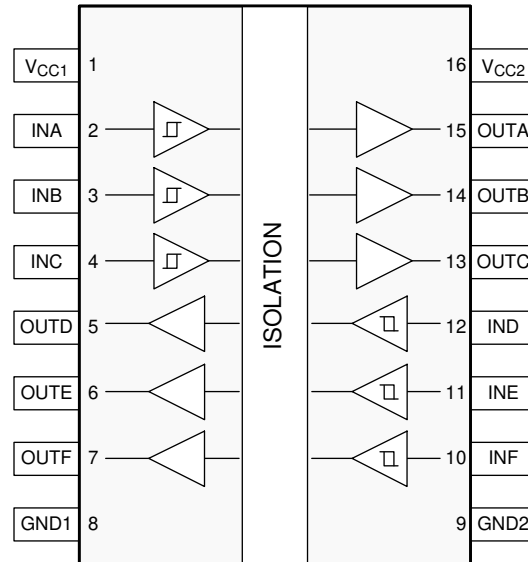 VCC1 1 16 VCC2
INA 2 15 OUTA
INB 3 14 OUTB
INC 4 13 OUTC
OUTD 5 12 IND
OUTE 6 11 INE
OUTF 7 10 INF
GND1 8 9 GND2
ISOLATION